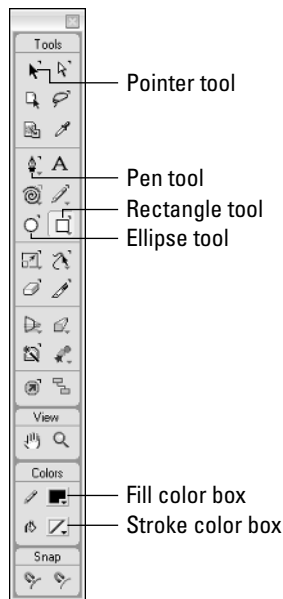 Tools
Pointer tool
A
Pen tool
Rectangle tool
Ellipse tool
View
Colors
Fill color box
Stroke color box
Snap